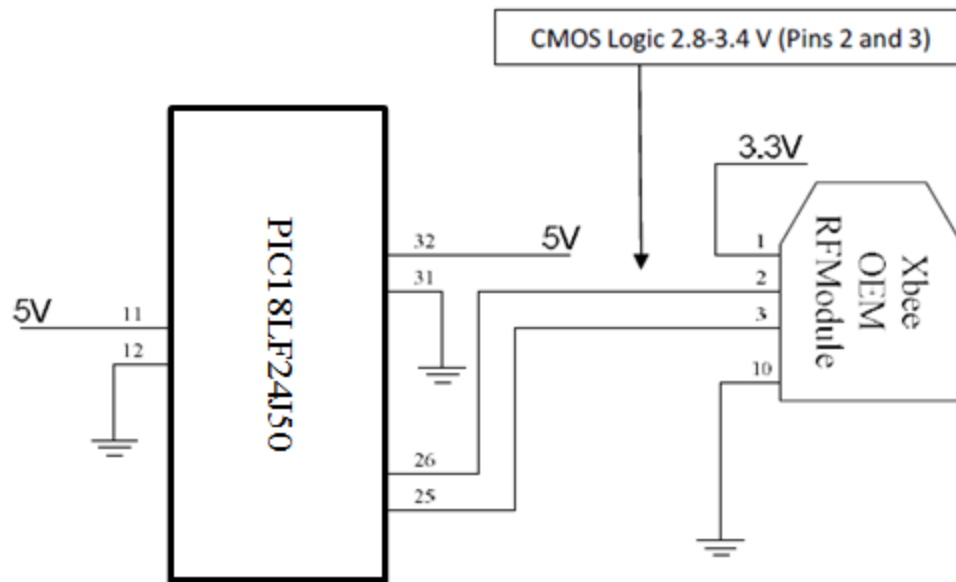 CMOS Logic 2.8-3.4 V (Pins 2 and 3)
3.3V
PIC18LF24J50
32
5V
31
5V
11
12
26
25
1
2
3
10
Xbee
OEM
RFModule